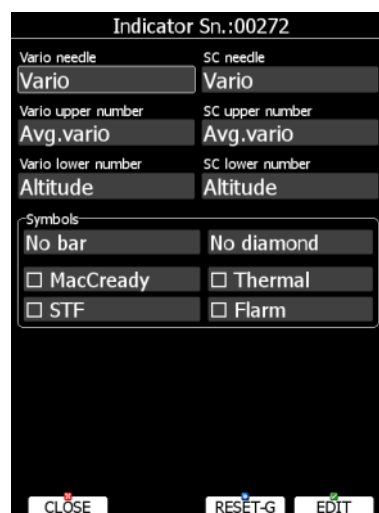 Indicator Sn.:00272
Vario needle SC needle
Vario Vario
Vario upper number SC upper number
Avg.vario Avg.vario
Vario lower number SC lower number
Altitude Altitude
Symbols
No bar No diamond
☐ MacCready ☐ Thermal
☐ STF ☐ Flarm
CLOSE RESET-G EDIT